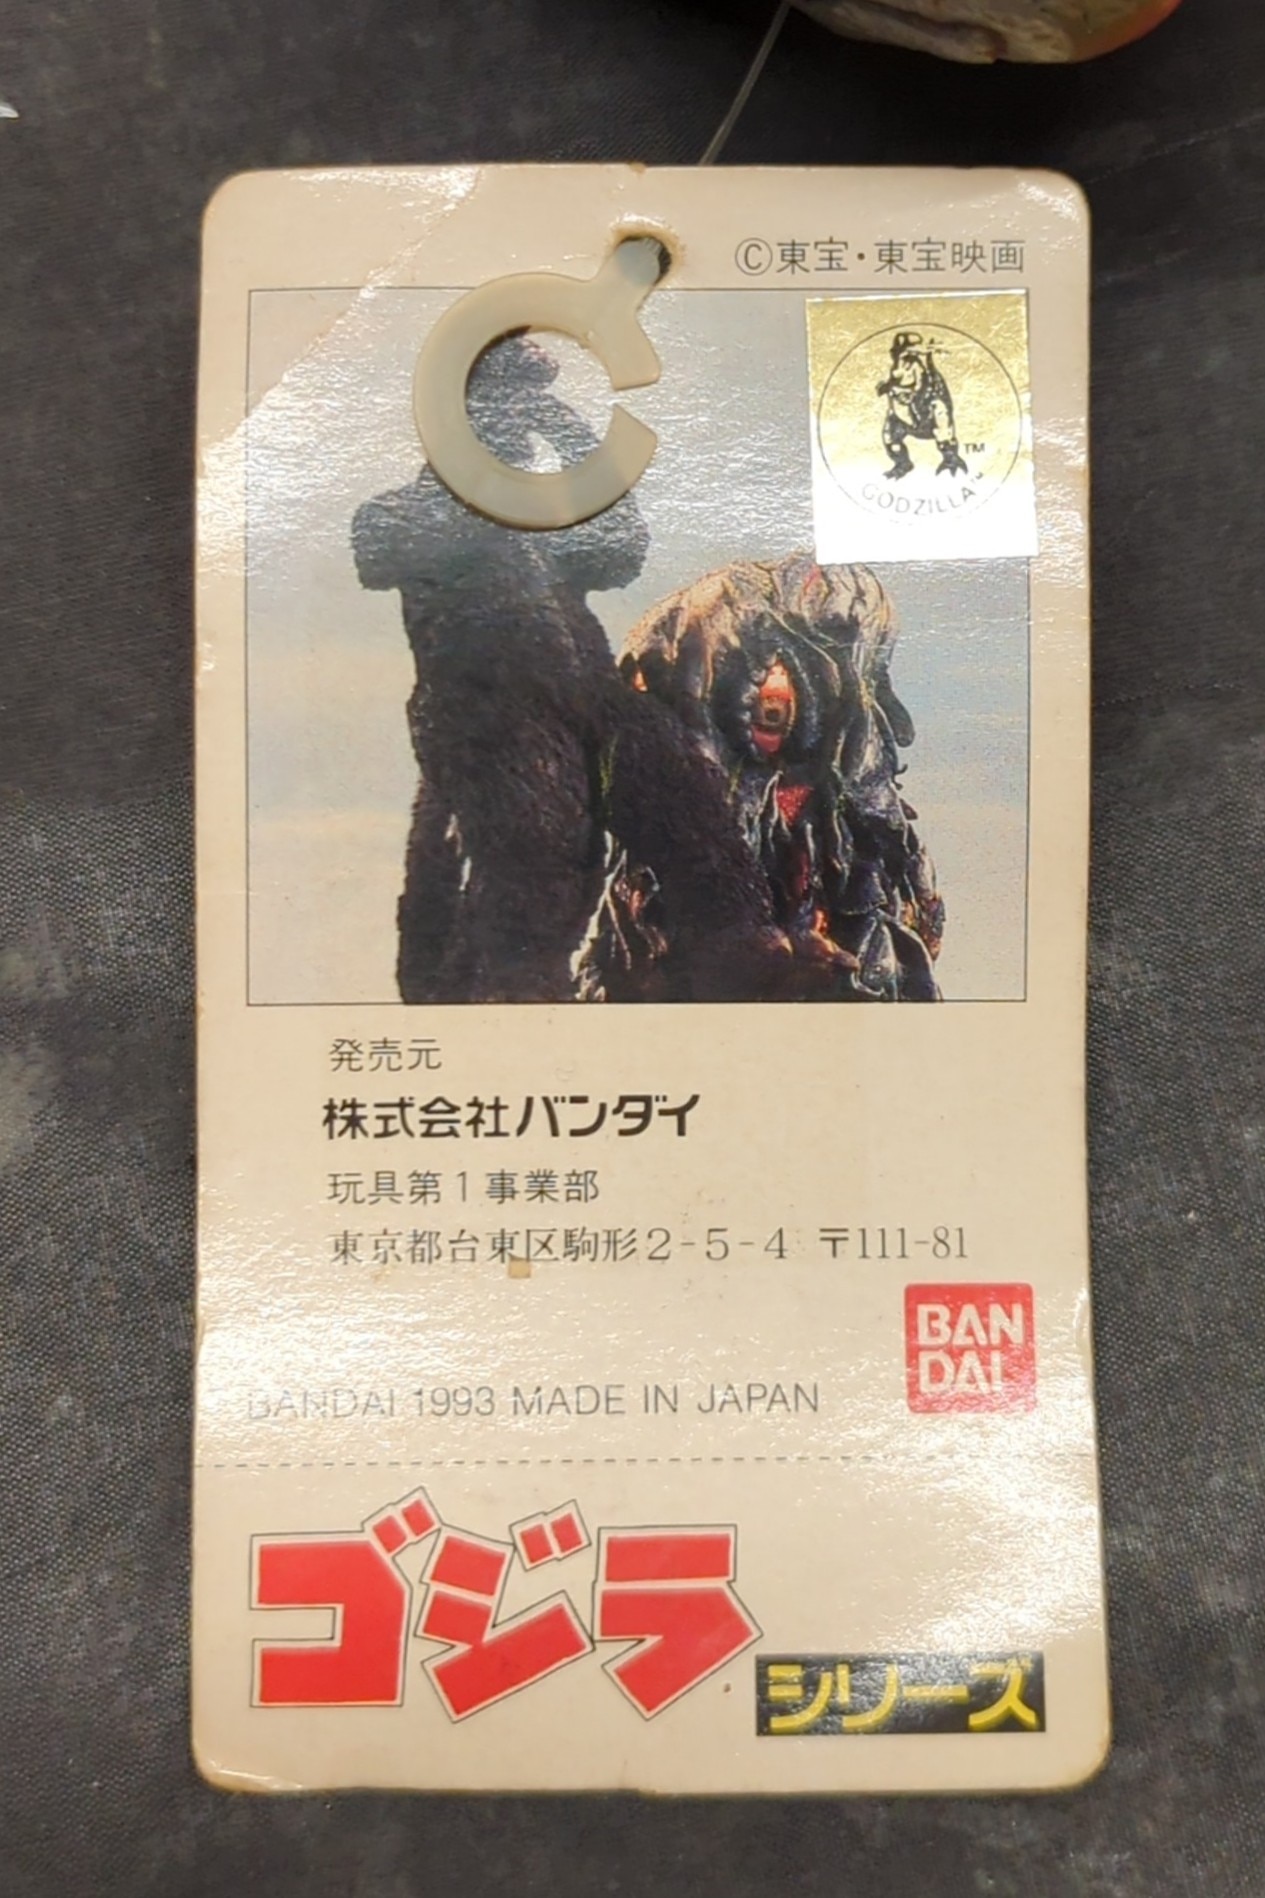 Ⓒ東宝・東宝映画
TM
GODZILLA
発売元
株式会社バンダイ
玩具第1事業部
東京都台東区駒形2-5-4 〒111-81
BAN
DAI
BANDAI 1993 MADE IN JAPAN
ゴジラ
シリーズ